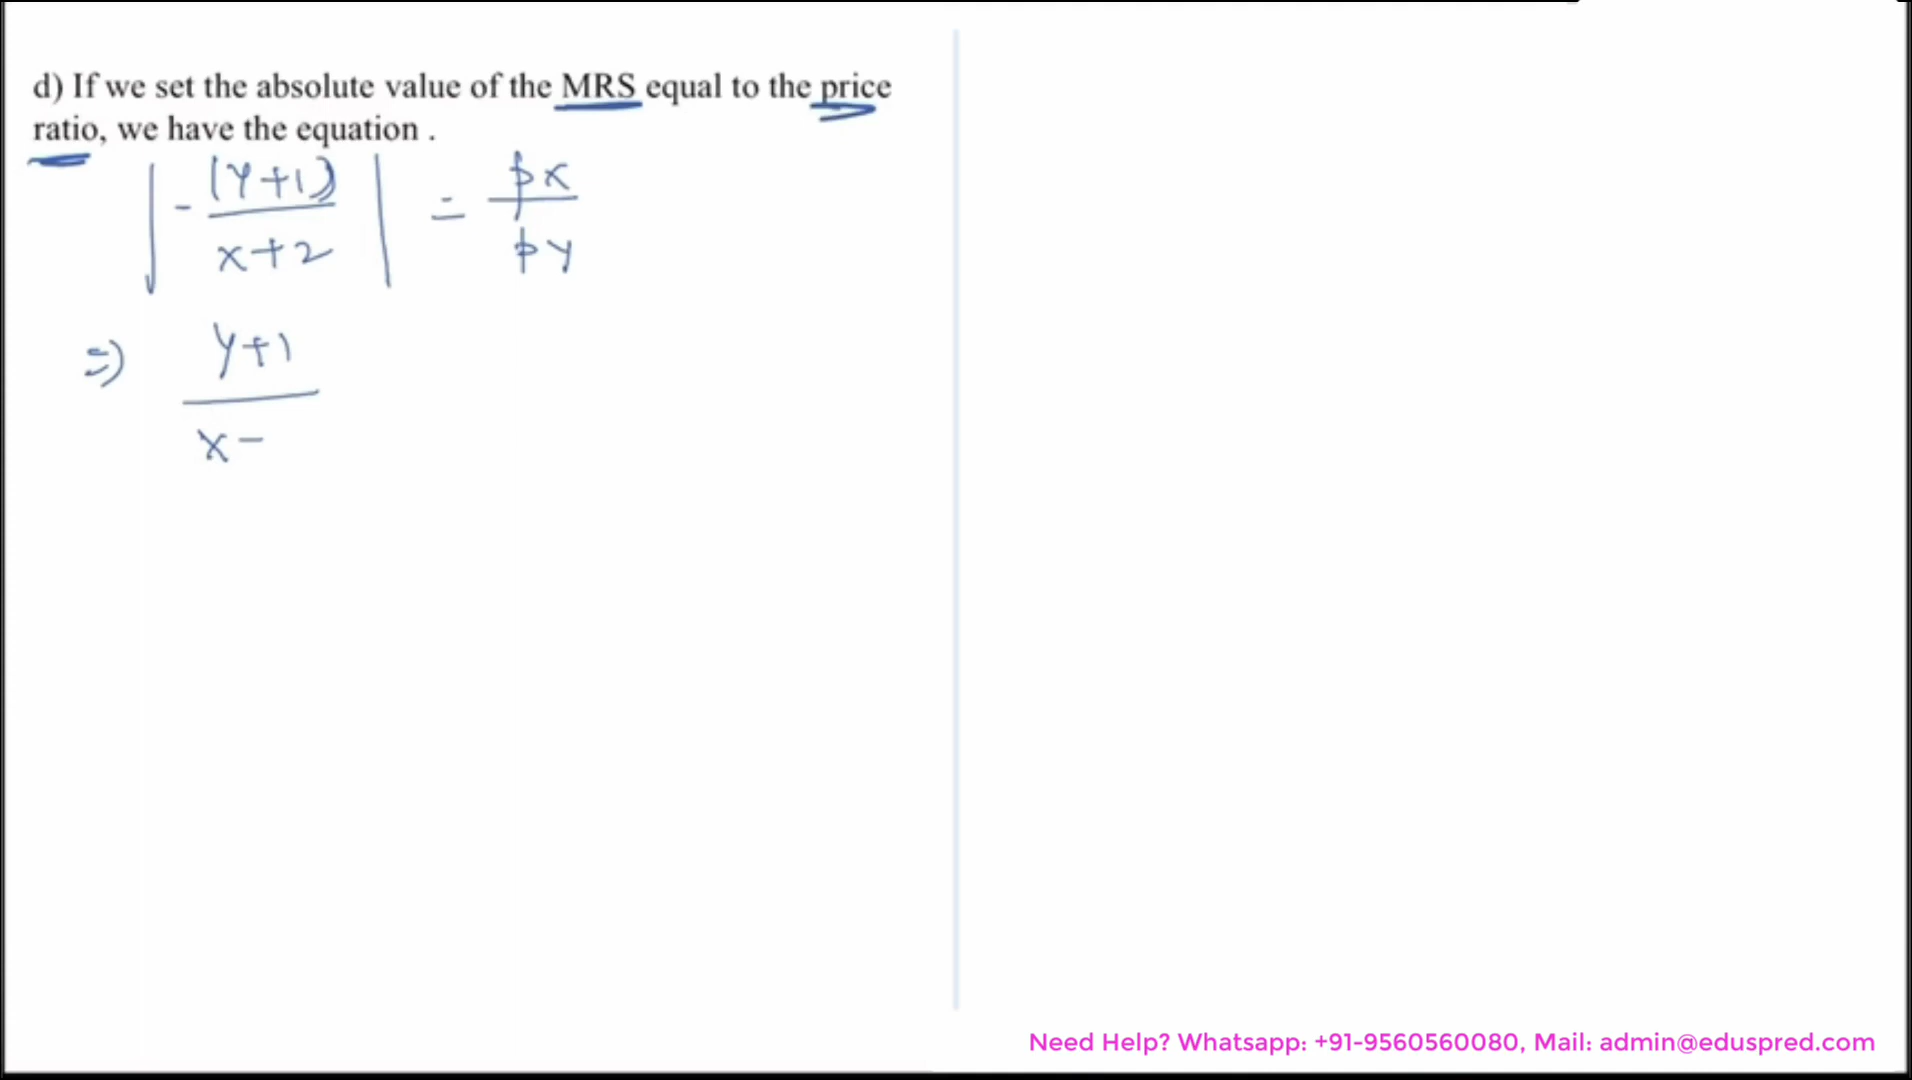 d) If we set the absolute value of the MRS equal to the price
ratio, we have the equation .
| - (y+1) / x+2 | = px / py
=) y+1 / x -
Need Help? Whatsapp: +91-9560560080, Mail: admin@eduspred.com